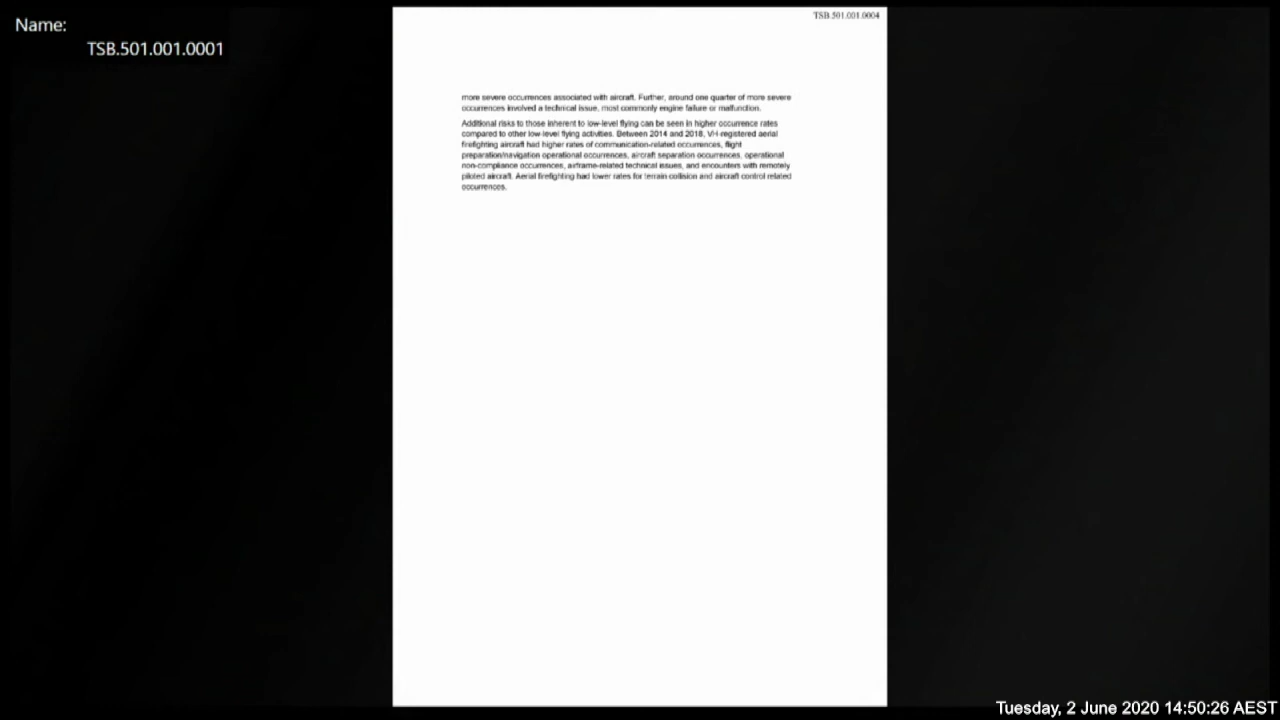 Name:
TSB.501.001.0001
TSB.501.001.0004
more severe occurrences associated with aircraft. Further, around one quarter of more severe
occurrences involved a technical issue, most commonly engine failure or malfunction.
Additional risks to those inherent to low-level flying can be seen in higher occurrence rates
compared to other low-level flying activities. Between 2014 and 2018, VH-registered aerial
firefighting aircraft had higher rates of communication-related occurrences, flight
preparation/navigation operational occurrences, aircraft separation occurrences, operational
non-compliance occurrences, airframe-related technical issues, and encounters with remotely
piloted aircraft. Aerial firefighting had lower rates for terrain collision and aircraft control related
occurrences.
Tuesday, 2 June 2020 14:50:26 AEST